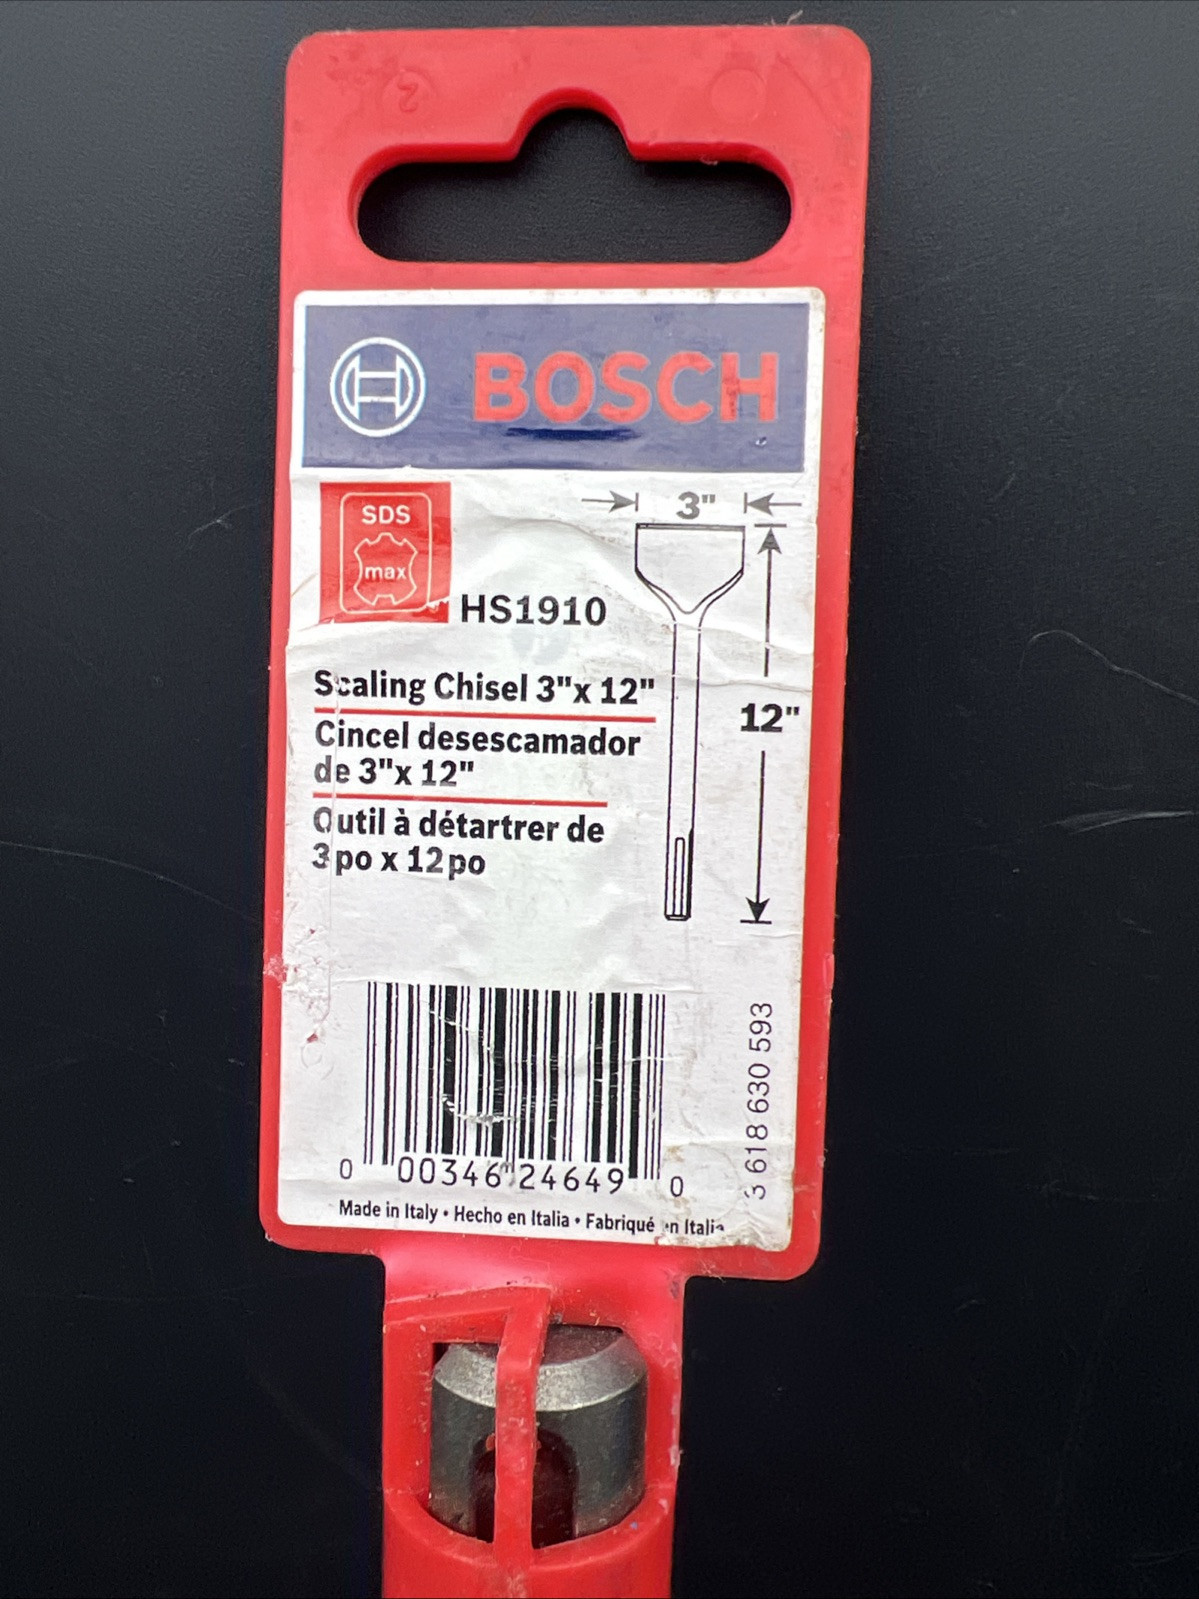 BOSCH
3"
SDS
max
HS1910
Scaling Chisel 3"x 12"
12"
Cincel desescamador
de 3"x 12"
Outil à détartrer de
3po x 12po
3 618 630 593
0 00346 24649 0
Made in Italy • Hecho en Italia • Fabriqué en Italie